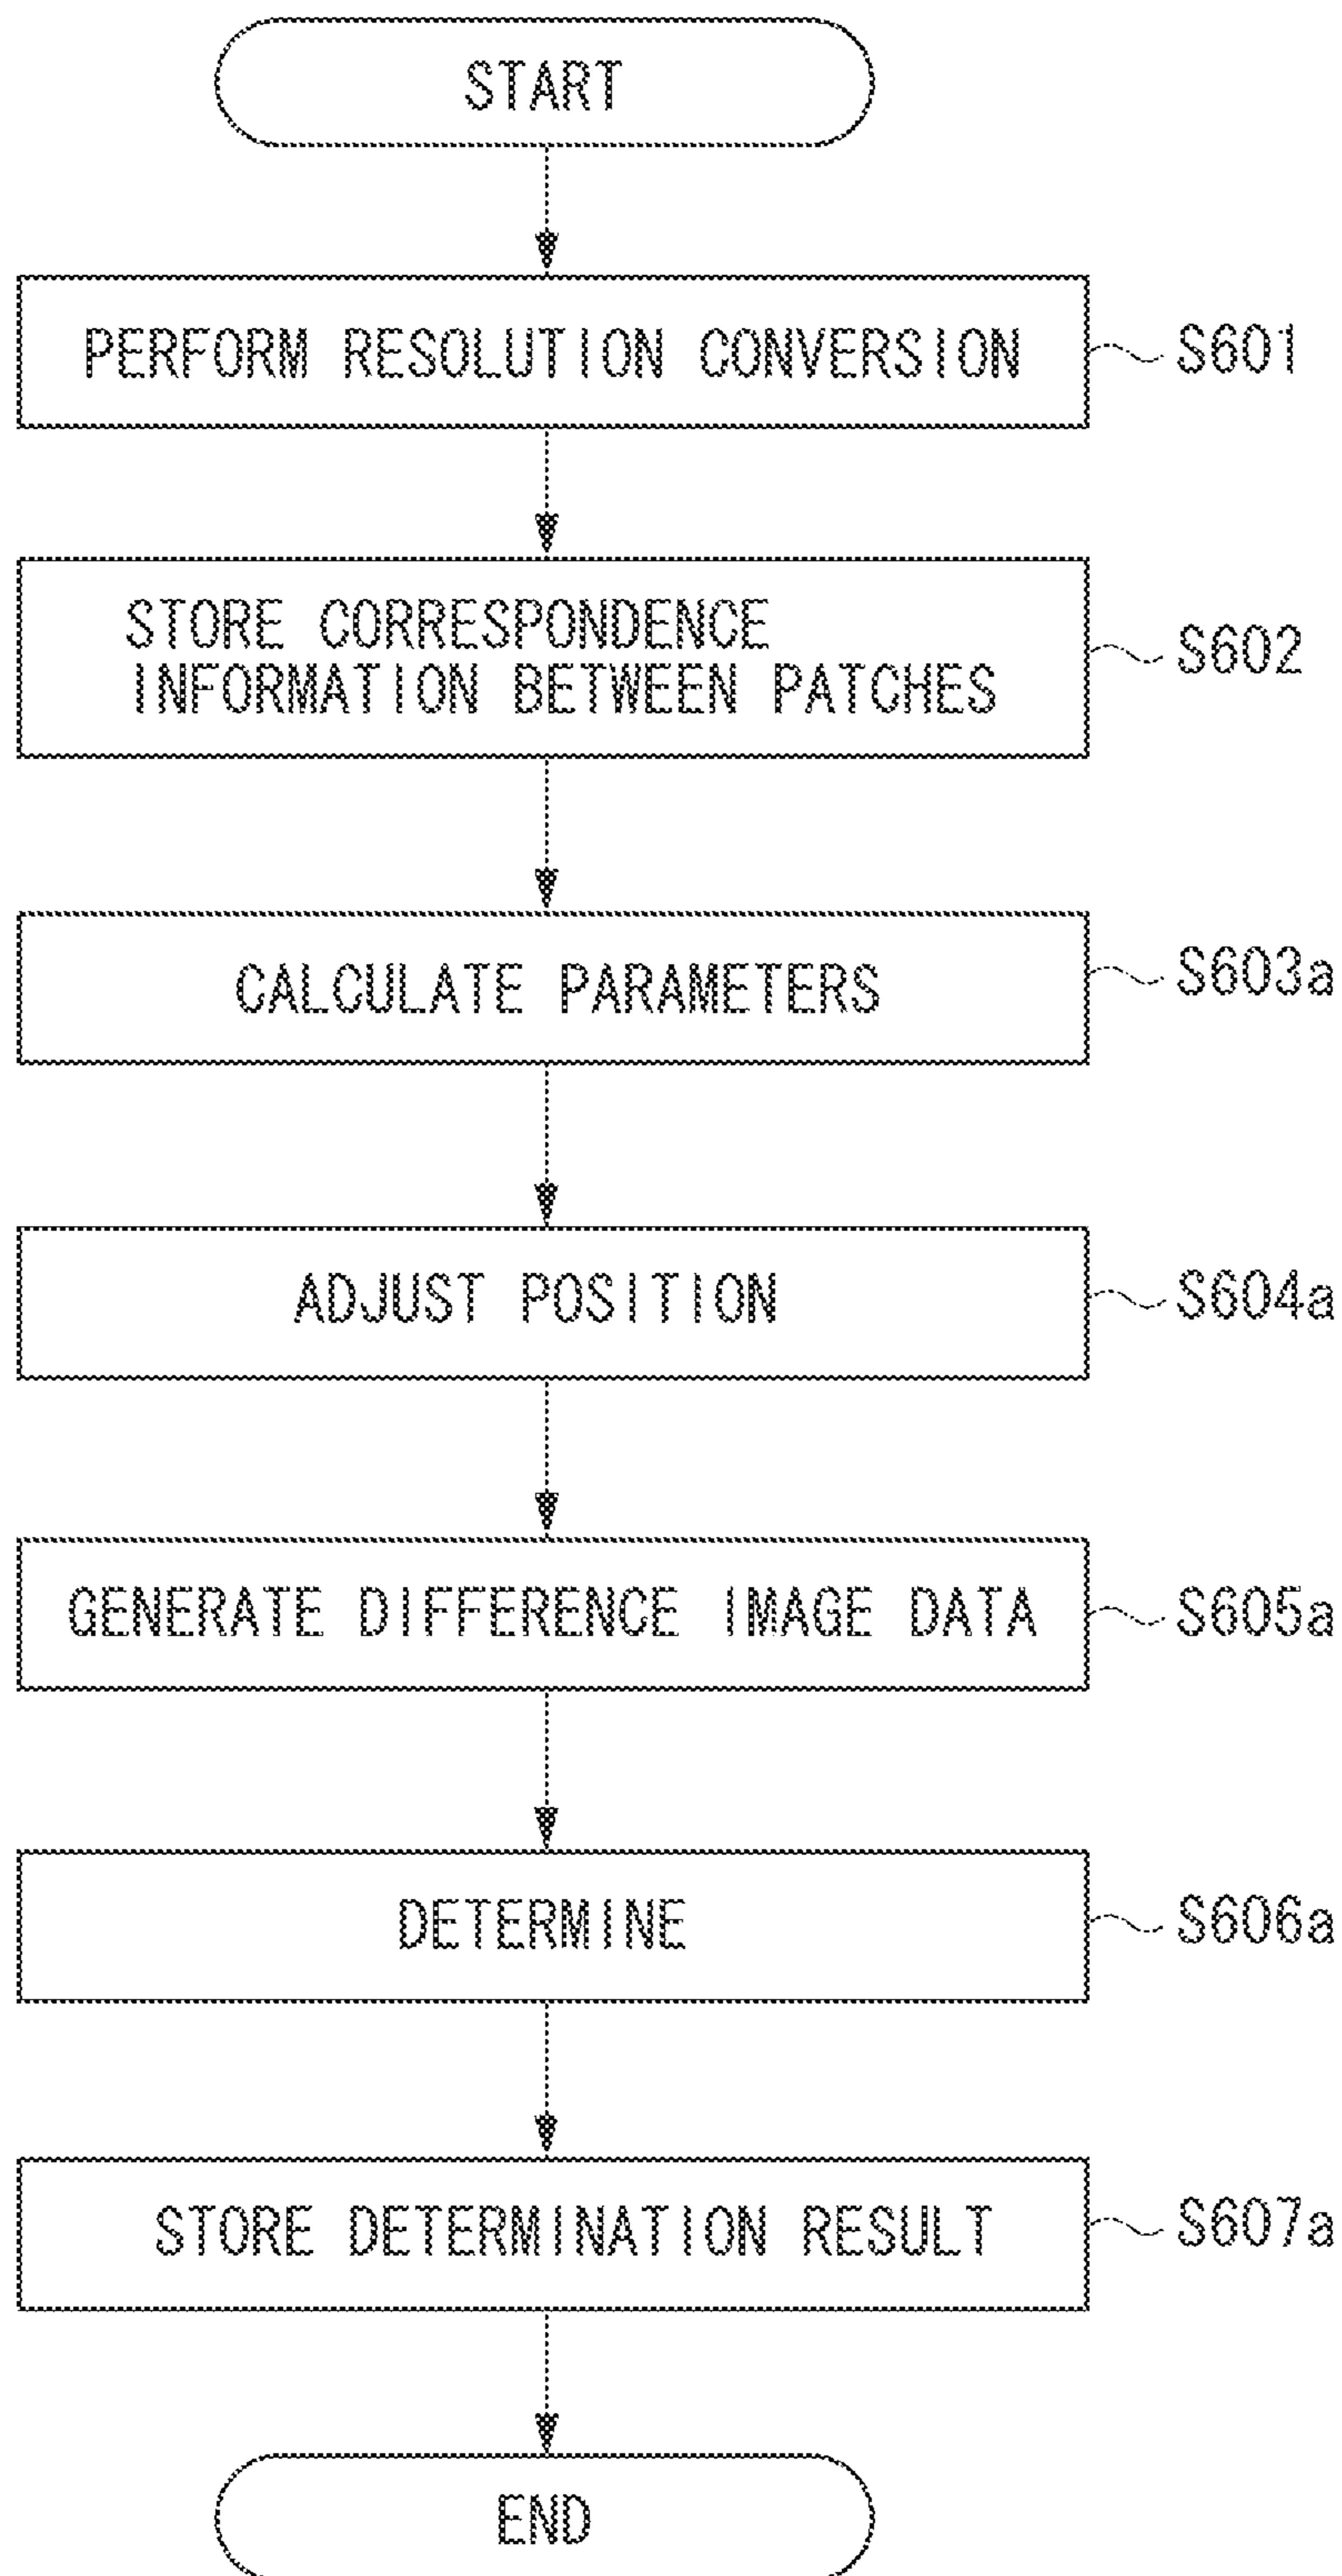 START
PERFORM RESOLUTION CONVERSION
S601
STORE CORRESPONDENCE
INFORMATION BETWEEN PATCHES
S602
CALCULATE PARAMETERS
S603a
ADJUST POSITION
S604a
GENERATE DIFFERENCE IMAGE DATA
S605a
DETERMINE
S606a
STORE DETERMINATION RESULT
S607a
END